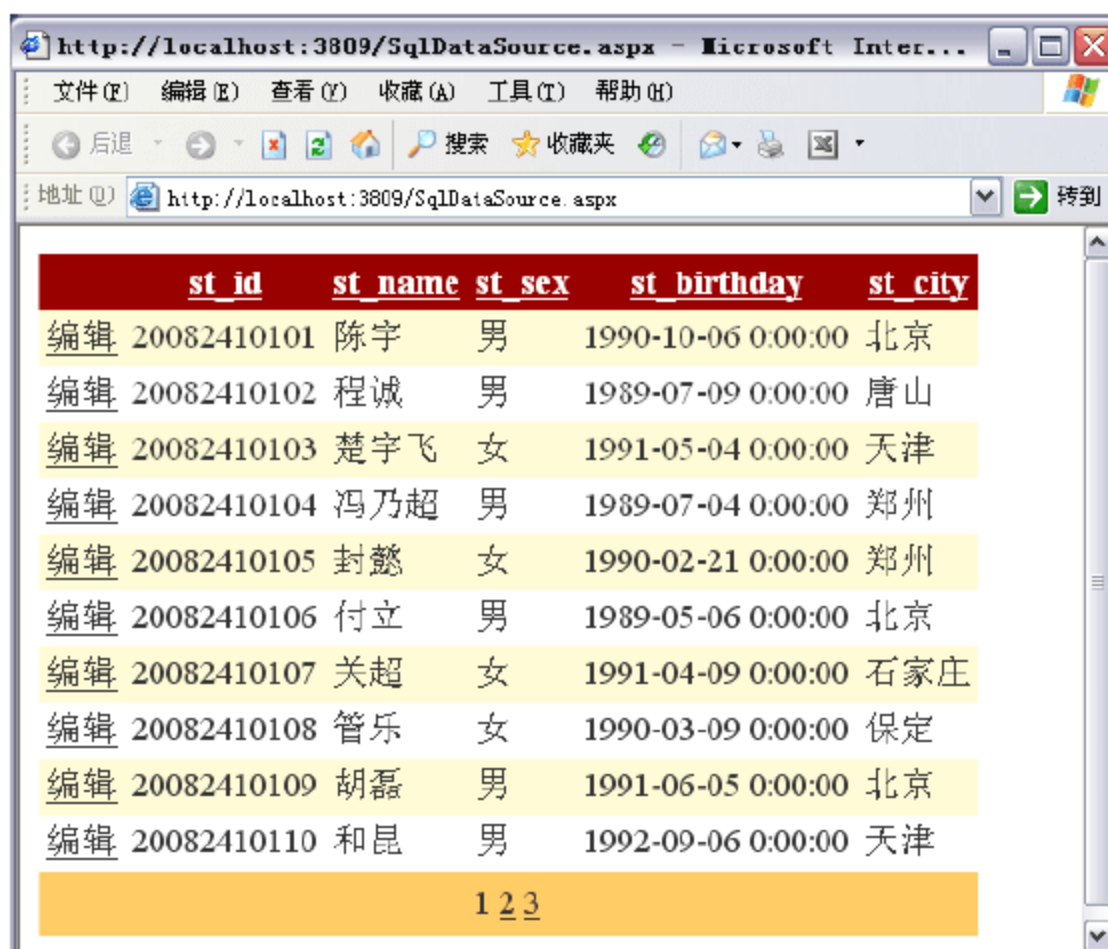 http://localhost:3809/SqlDataSource.aspx - Microsoft Inter...
文件(F) 编辑(E) 查看(V) 收藏(A) 工具(T) 帮助(H)
后退 搜索 收藏夹
地址(D) http://localhost:3809/SqlDataSource.aspx 转到
st_id st_name st_sex st_birthday st_city
编辑 20082410101 陈宇 男 1990-10-06 0:00:00 北京
编辑 20082410102 程诚 男 1989-07-09 0:00:00 唐山
编辑 20082410103 楚宇飞 女 1991-05-04 0:00:00 天津
编辑 20082410104 冯乃超 男 1989-07-04 0:00:00 郑州
编辑 20082410105 封懿 女 1990-02-21 0:00:00 郑州
编辑 20082410106 付立 男 1989-05-06 0:00:00 北京
编辑 20082410107 关超 女 1991-04-09 0:00:00 石家庄
编辑 20082410108 管乐 女 1990-03-09 0:00:00 保定
编辑 20082410109 胡磊 男 1991-06-05 0:00:00 北京
编辑 20082410110 和昆 男 1992-09-06 0:00:00 天津
1 2 3